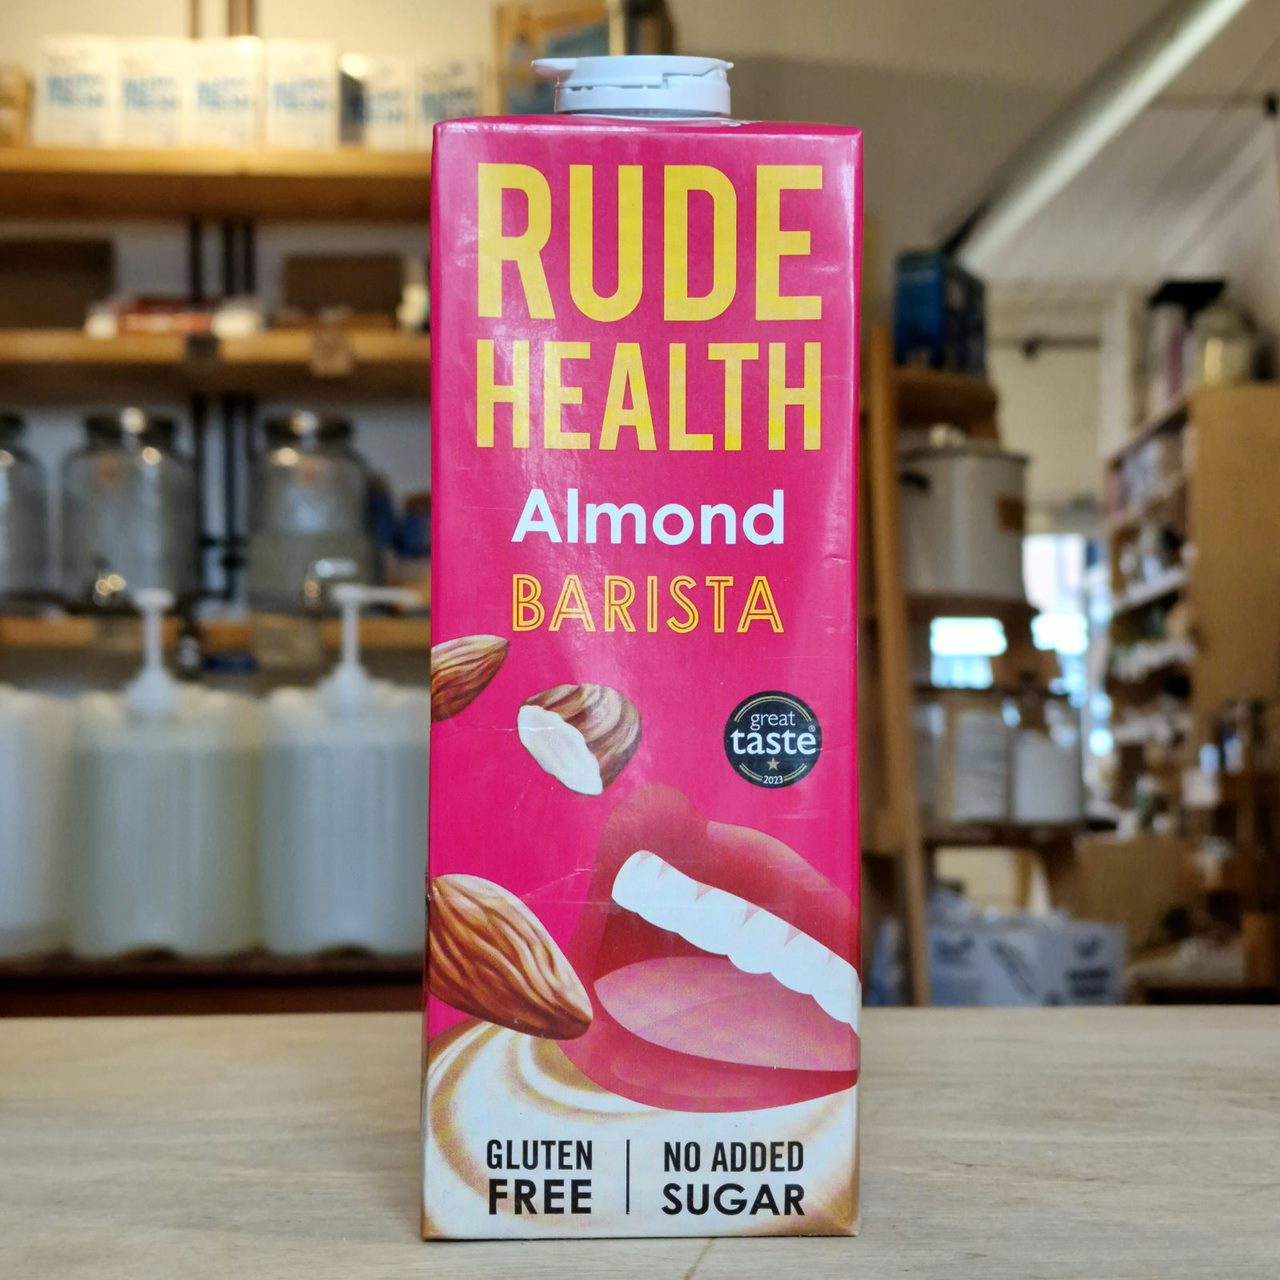 RUDE
HEALTH
Almond
BARISTA
great
taste
2023
GLUTEN
FREE
NO ADDED
SUGAR